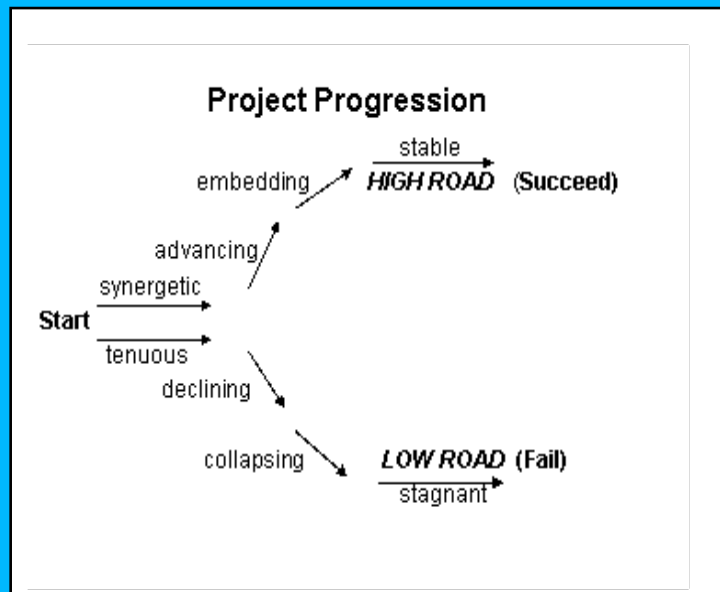 Project Progression
stable
embedding
HIGH ROAD (Succeed)
advancing
synergetic
Start
tenuous
declining
collapsing
LOW ROAD (Fail)
stagnant